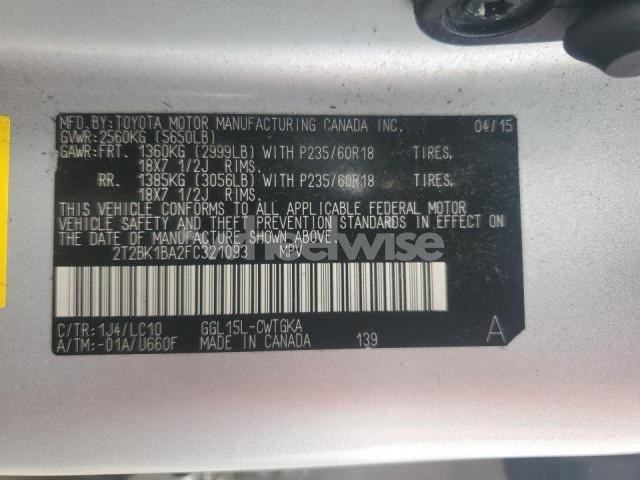 MFD.BY:TOYOTA MOTOR MANUFACTURING CANADA INC. 04/15
GVWR:2560KG (5650LB)
GAWR:FRT. 1360KG (2999LB) WITH P235/60R18 TIRES,
18X7 1/2J RIMS.
RR. 1385KG (3056LB) WITH P235/60R18 TIRES,
18X7 1/2J RIMS.
THIS VEHICLE CONFORMS TO ALL APPLICABLE FEDERAL MOTOR
VEHICLE SAFETY AND THEFT PREVENTION STANDARDS IN EFFECT ON
THE DATE OF MANUFACTURE SHOWN ABOVE.
2T2BK1BA2FC321093 MPV
C/TR:1J4/LC10 GGL15L-CWTGKA
A/TM:-01A/U660F MADE IN CANADA 139 A